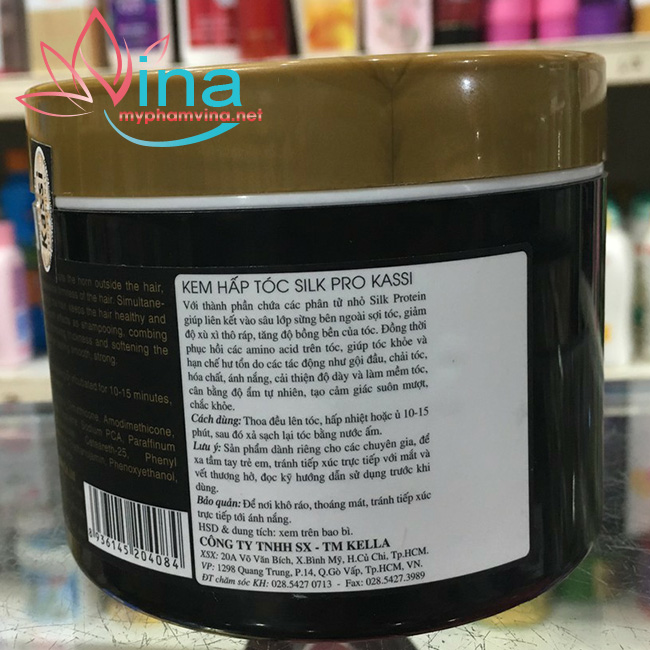 Vina
myphamvina.net
Kassi
the horn outside the hair,
of the hair. Simultane-
the hair healthy and
shampooing, combing
and softening the
smooth, strong.
for 10-15 minutes,
Amodimethicone,
Sodium PCA, Paraffinum
Ceteareth-25, Phenyl
Phenoxyethanol,
8 936145 204084
KEM HẤP TÓC SILK PRO KASSI
Với thành phần chứa các phân tử nhỏ Silk Protein
giúp liên kết vào sâu lớp sừng bên ngoài sợi tóc, giảm
độ xù xì thô ráp, tăng độ bồng bền của tóc. Đồng thời
phục hồi các amino acid trên tóc, giúp tóc khỏe và
hạn chế hư tổn do các tác động như gội đầu, chải tóc,
hóa chất, ánh nắng, cải thiện độ dày và làm mềm tóc,
cân bằng độ ẩm tự nhiên, tạo cảm giác suôn mượt,
chắc khỏe.
Cách dùng: Thoa đều lên tóc, hấp nhiệt hoặc ủ 10-15
phút, sau đó xả sạch lại tóc bằng nước ấm.
Lưu ý: Sản phẩm dành riêng cho các chuyên gia, để
xa tầm tay trẻ em, tránh tiếp xúc trực tiếp với mắt và
vết thương hở, đọc kỹ hướng dẫn sử dụng trước khi
dùng.
Bảo quản: Để nơi khô ráo, thoáng mát, tránh tiếp xúc
trực tiếp tới ánh nắng.
HSD & dung tích: xem trên bao bì.
CÔNG TY TNHH SX - TM KELLA
XSX: 20A Võ Văn Bích, X.Bình Mỹ, H.Củ Chi, Tp.HCM.
VP: 1298 Quang Trung, P.14, Q.Gò Vấp, Tp.HCM, VN.
ĐT chăm sóc KH: 028.5427 0713 - Fax: 028.5427.3989